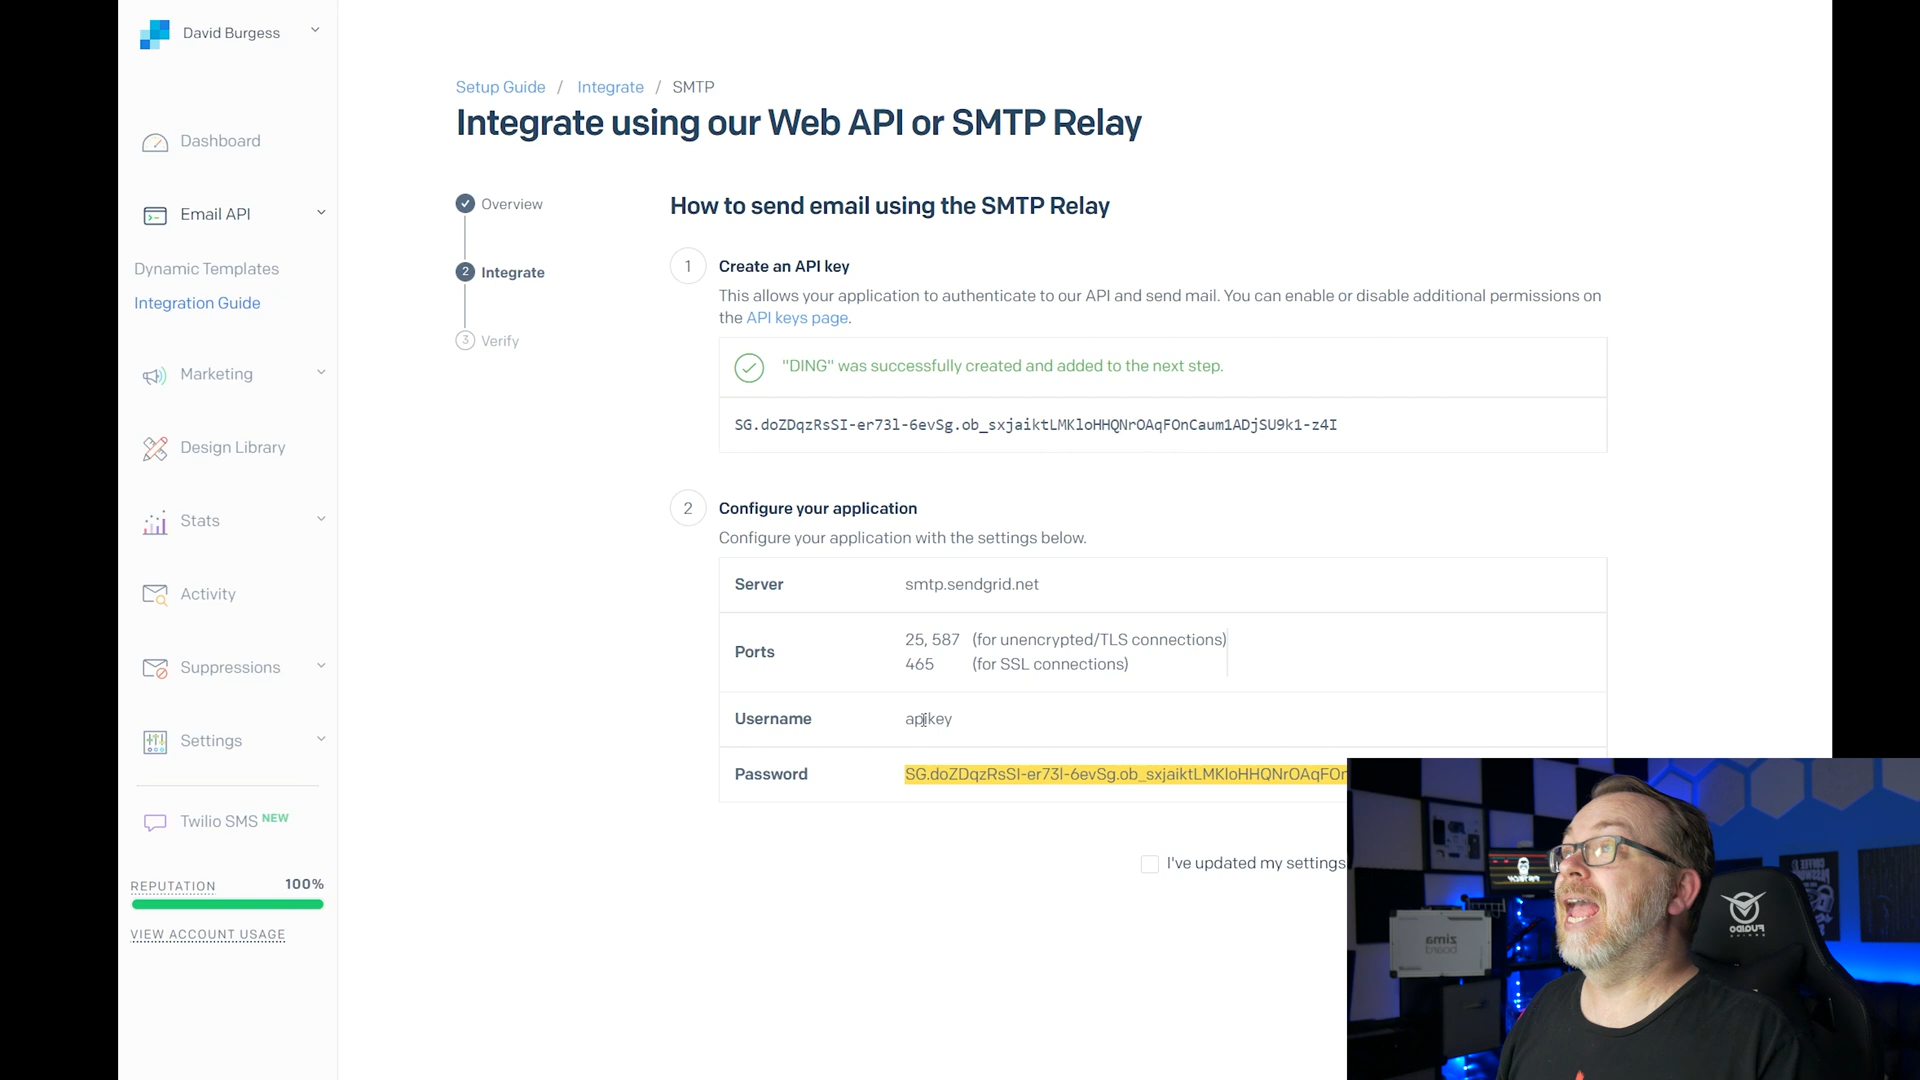 David Burgess
Dashboard
Email API
Dynamic Templates
Integration Guide
Marketing
Design Library
Stats
Activity
Suppressions
Settings
Twilio SMS NEW
REPUTATION 100%
VIEW ACCOUNT USAGE
Setup Guide / Integrate / SMTP
Integrate using our Web API or SMTP Relay
Overview
2 Integrate
3 Verify
How to send email using the SMTP Relay
1 Create an API key
This allows your application to authenticate to our API and send mail. You can enable or disable additional permissions on
the API keys page.
"DING" was successfully created and added to the next step.
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
2 Configure your application
Configure your application with the settings below.
Server smtp.sendgrid.net
Ports 25, 587 (for unencrypted/TLS connections)
465 (for SSL connections)
Username apikey
Password SG.doZDqzRsSI-er73l-6evSg.ob_sxjaiktLMKloHHQNrOAqFOn
I've updated my settings
zima
board